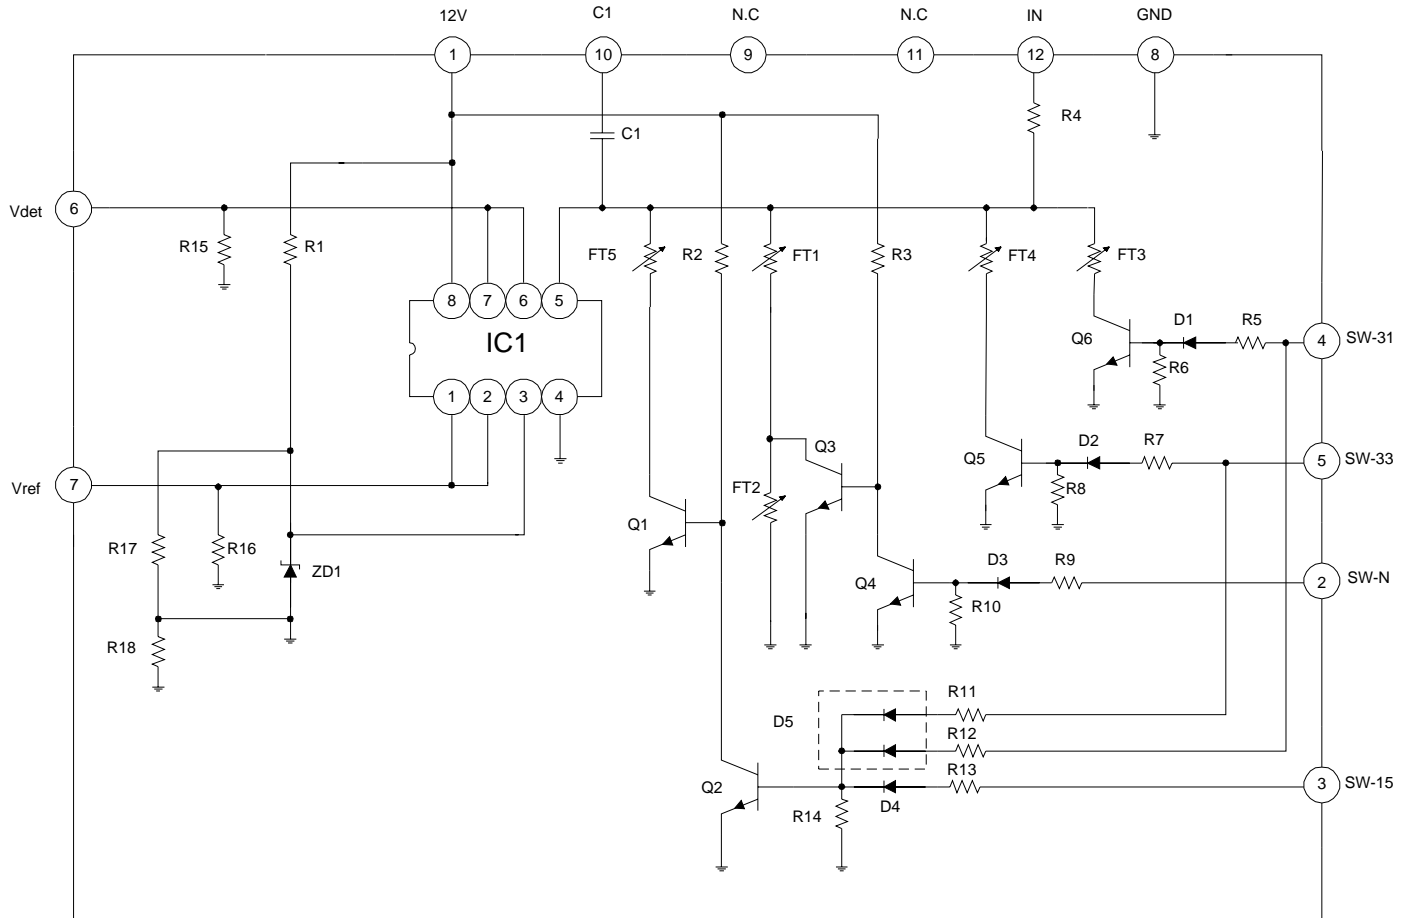 12V
C1
N.C
N.C
IN
GND
1
10
9
11
12
8
R4
C1
Vdet
6
R15
R1
FT5
R2
FT1
R3
FT4
FT3
8
7
6
5
IC1
1
2
3
4
Q6
D1
R5
R6
4
SW-31
Q5
D2
R7
R8
5
SW-33
Vref
7
Q3
FT2
Q1
R17
R16
ZD1
Q4
D3
R9
R10
2
SW-N
R18
D5
R11
R12
R13
Q2
D4
R14
3
SW-15